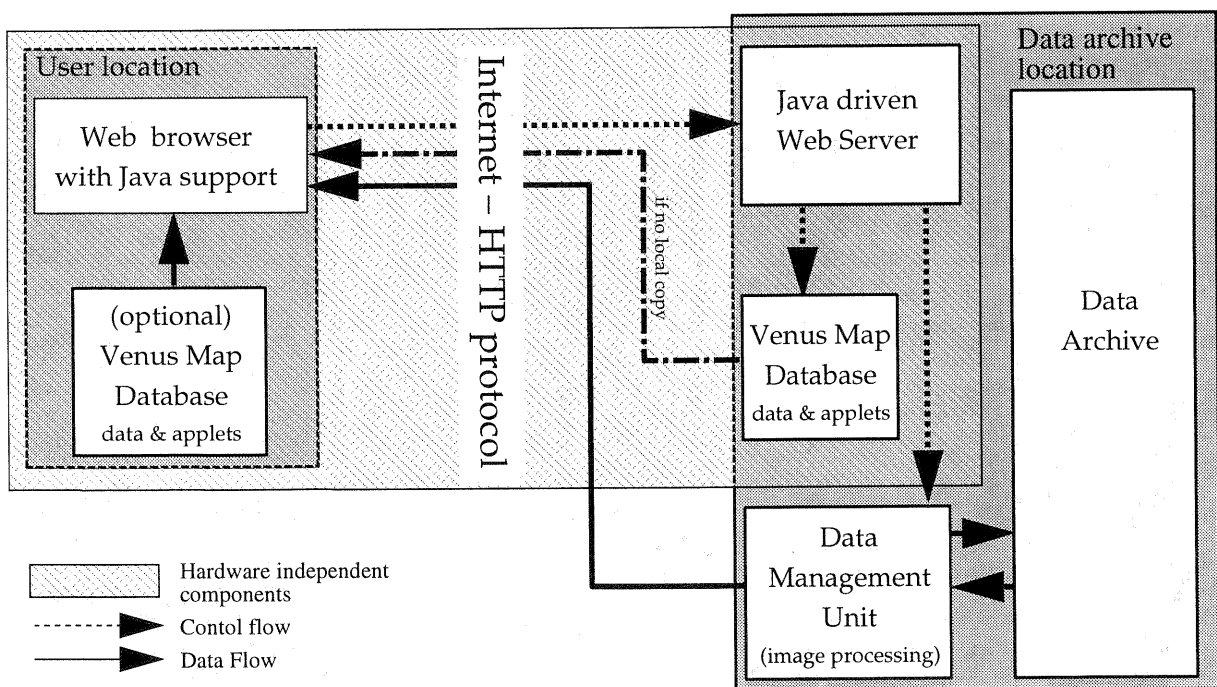 User location
Web browser
with Java support
(optional)
Venus Map
Database
data & applets
Internet – HTTP protocol
if no local copy
Java driven
Web Server
Venus Map
Database
data & applets
Data archive
location
Data
Archive
Data
Management
Unit
(image processing)
Hardware independent
components
Contol flow
Data Flow